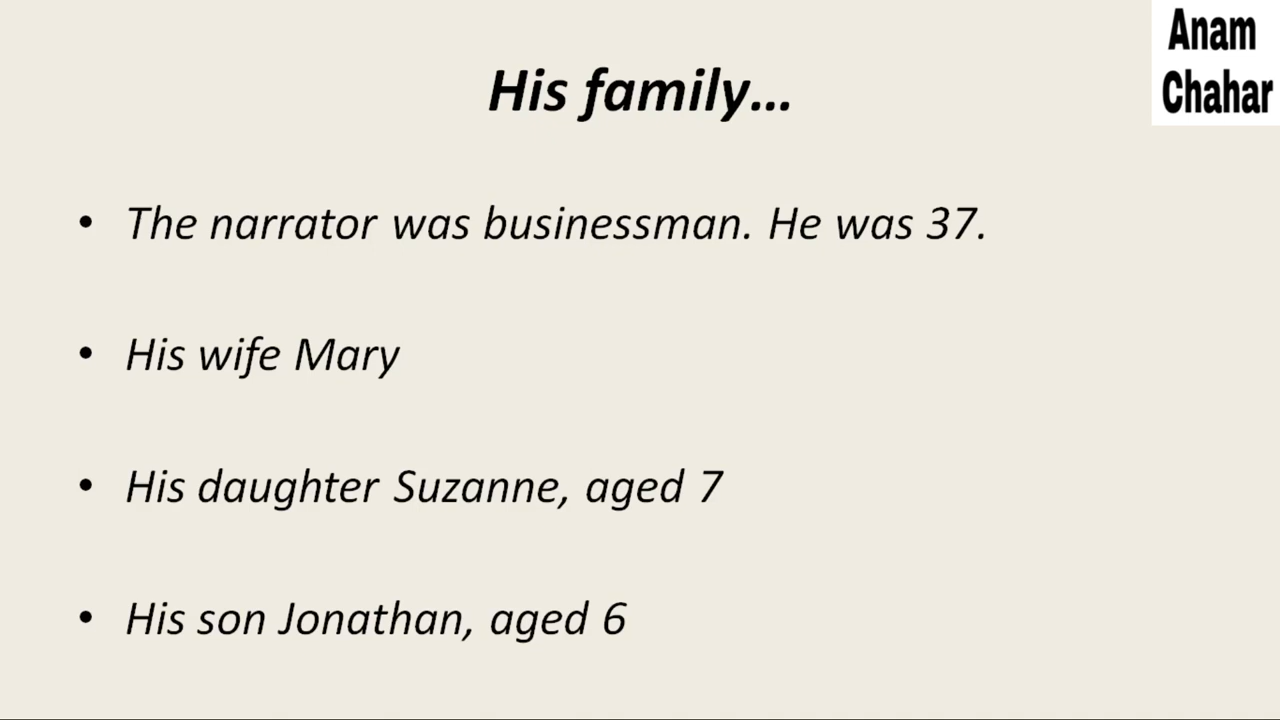 Anam
Chahar
His family...
• The narrator was businessman. He was 37.
• His wife Mary
• His daughter Suzanne, aged 7
• His son Jonathan, aged 6